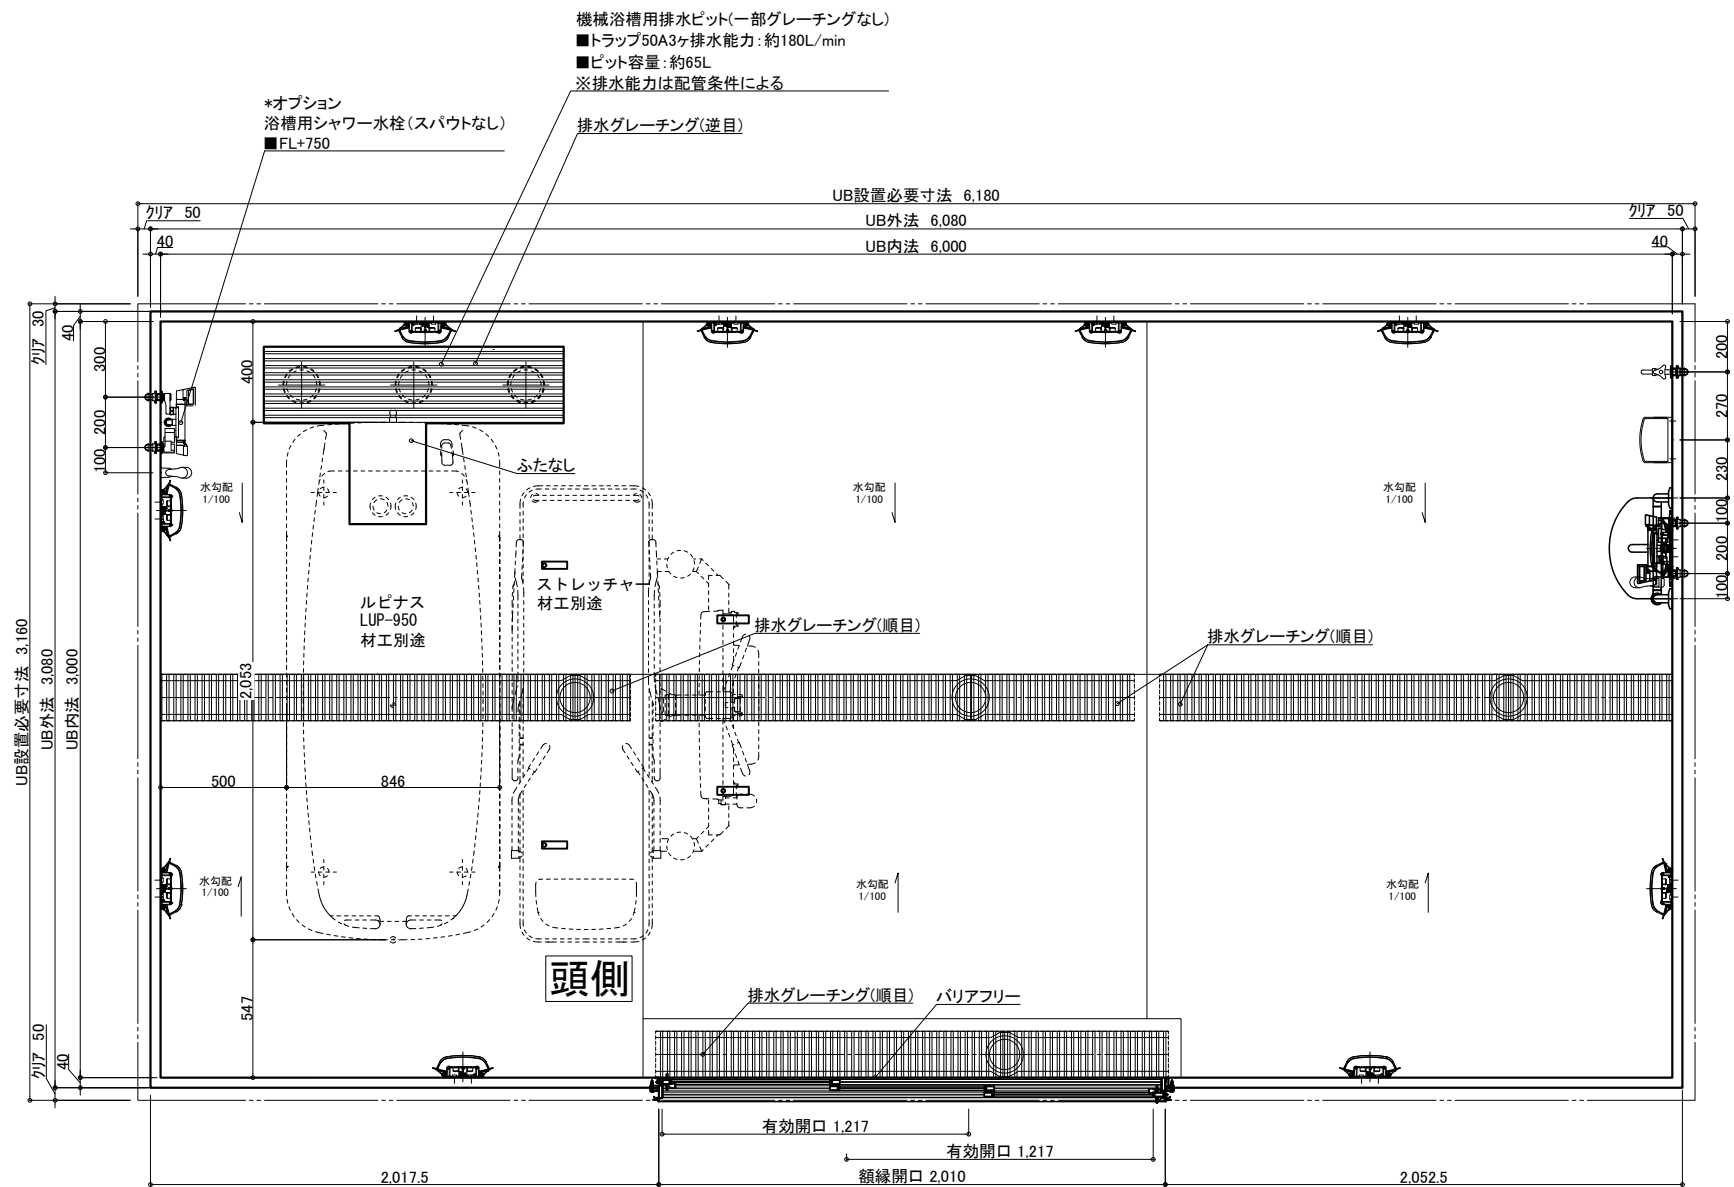 機械浴槽用排水ピット(一部グレーチングなし)
■トラップ50A3ヶ排水能力:約180L/min
■ピット容量:約65L
※排水能力は配管条件による
*オプション
浴槽用シャワー水栓(スパウトなし)
■FL+750
排水グレーチング(逆目)
UB設置必要寸法 6,180
クリア 50
UB外法 6,080
クリア 50
40
UB内法 6,000
40
クリア 30
40
300
200
100
400
200
270
230
100
200
100
ふたなし
水勾配
1/100
水勾配
1/100
水勾配
1/100
ルピナス
LUP-950
材工別途
ストレッチャー
材工別途
排水グレーチング(順目)
排水グレーチング(順目)
UB設置必要寸法 3,160
UB外法 3,080
UB内法 3,000
2,053
500
846
水勾配
1/100
水勾配
1/100
水勾配
1/100
頭側
547
排水グレーチング(順目)
バリアフリー
クリア 50
40
有効開口 1,217
有効開口 1,217
2,017.5
額縁開口 2,010
2,052.5